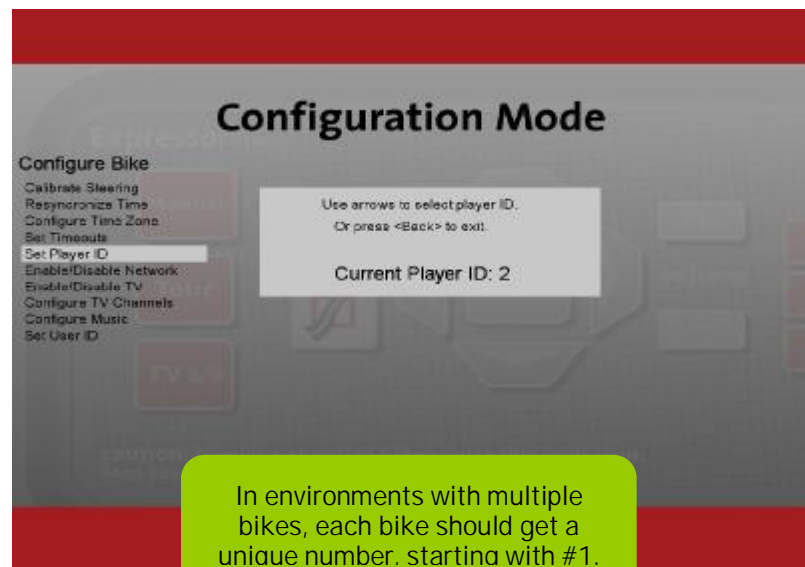 Configuration Mode
Configure Bike
Calibrate Steering
Resyncronize Time
Configure Time Zone
Set Timeouts
Set Player ID
Enable/Disable Network
Enable/Disable TV
Configure TV Channels
Configure Music
Set User ID
Use arrows to select player ID.
Or press <Back> to exit.
Current Player ID: 2
Tour
In environments with multiple
bikes, each bike should get a
unique number, starting with #1.